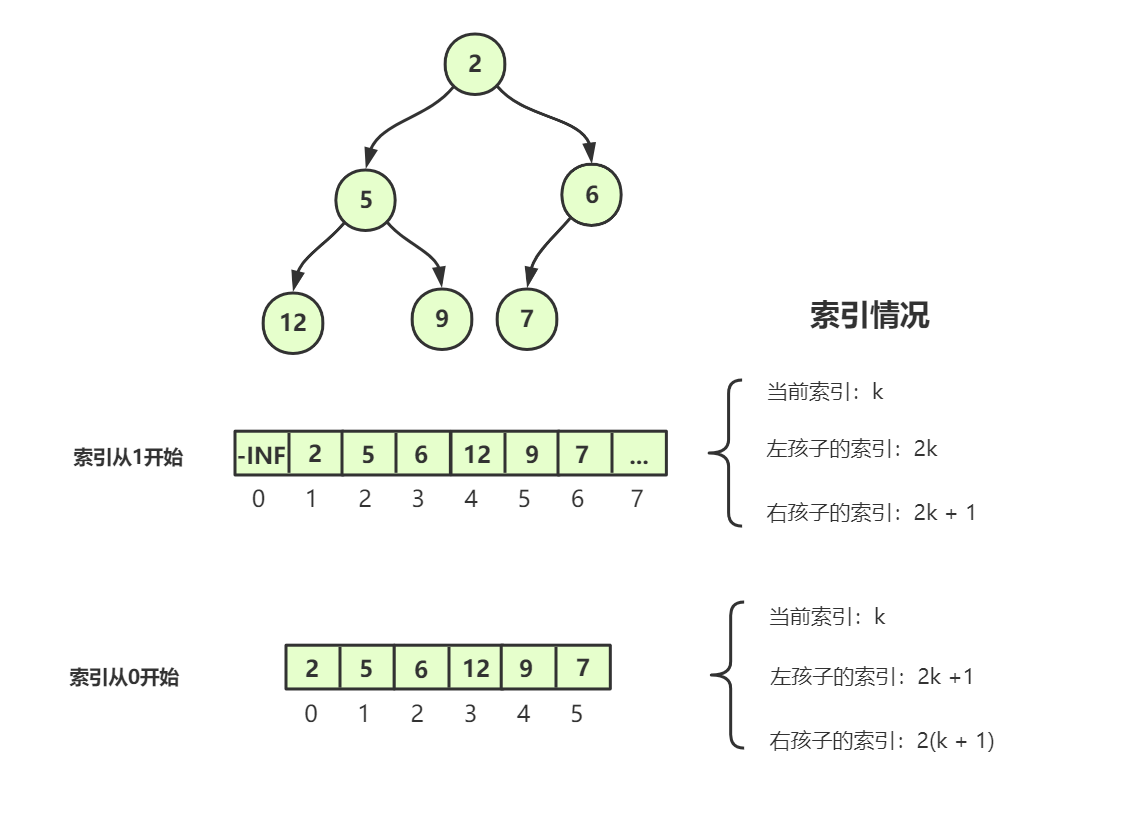 2
5 6
12 9 7
索引情况
当前索引：k
左孩子的索引：2k
右孩子的索引：2k + 1
索引从1开始
-INF 2 5 6 12 9 7 ...
0 1 2 3 4 5 6 7
当前索引：k
左孩子的索引：2k +1
右孩子的索引：2(k + 1)
索引从0开始
2 5 6 12 9 7
0 1 2 3 4 5